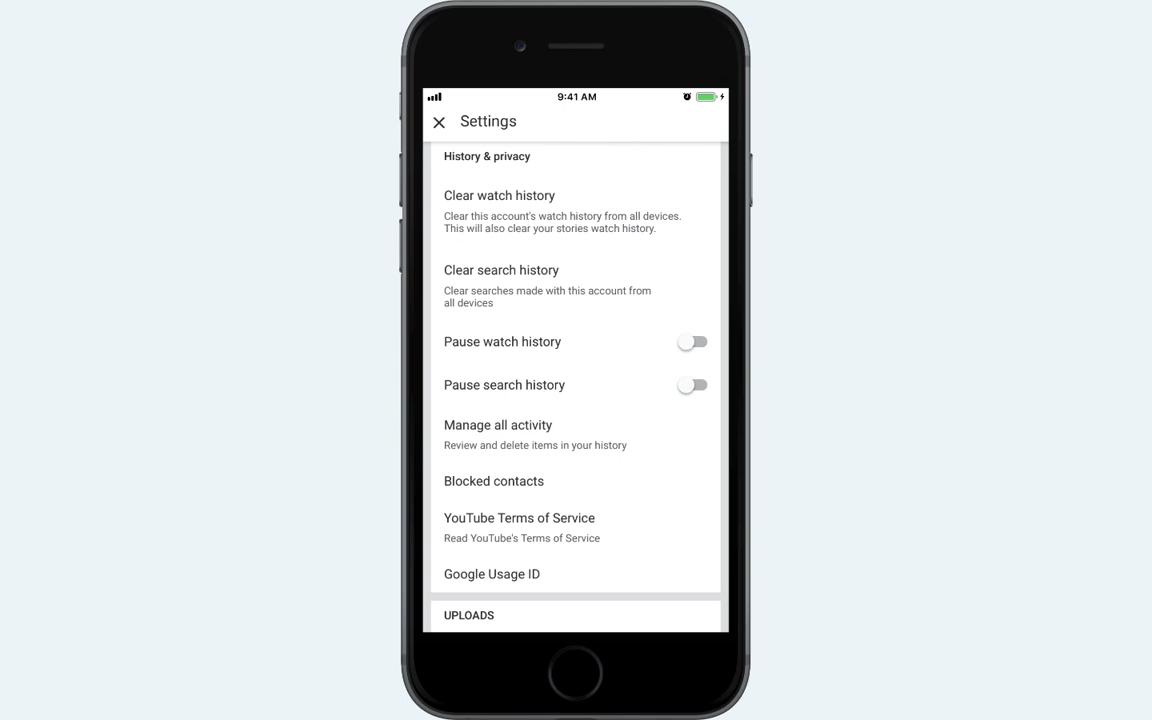 9:41 AM
Settings
History & privacy
Clear watch history
Clear this account's watch history from all devices.
This will also clear your stories watch history.
Clear search history
Clear searches made with this account from
all devices
Pause watch history
Pause search history
Manage all activity
Review and delete items in your history
Blocked contacts
YouTube Terms of Service
Read YouTube's Terms of Service
Google Usage ID
UPLOADS